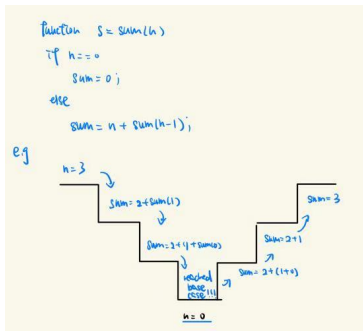 function s = sum(n)
if n == 0
sum = 0;
else
sum = n + sum(n-1);
e.g
n = 3
sum = 2 + sum(1)
sum = 2 + 1 + sum(0)
reached
base
case!!!
n = 0
sum = 2 + (1+0)
sum = 2+1
sum = 3